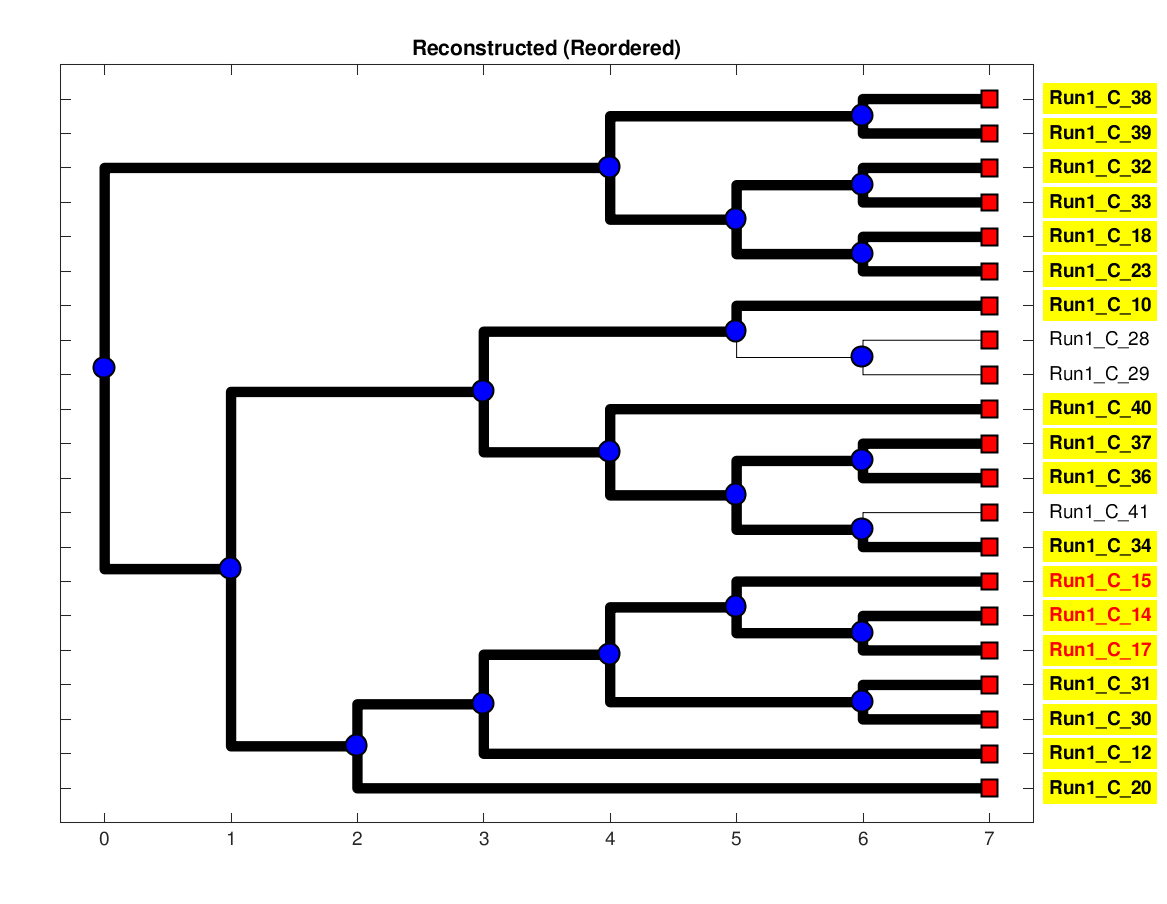 Reconstructed (Reordered)
Run1_C_38
Run1_C_39
Run1_C_32
Run1_C_33
Run1_C_18
Run1_C_23
Run1_C_10
Run1_C_28
Run1_C_29
Run1_C_40
Run1_C_37
Run1_C_36
Run1_C_41
Run1_C_34
Run1_C_15
Run1_C_14
Run1_C_17
Run1_C_31
Run1_C_30
Run1_C_12
Run1_C_20
0 1 2 3 4 5 6 7